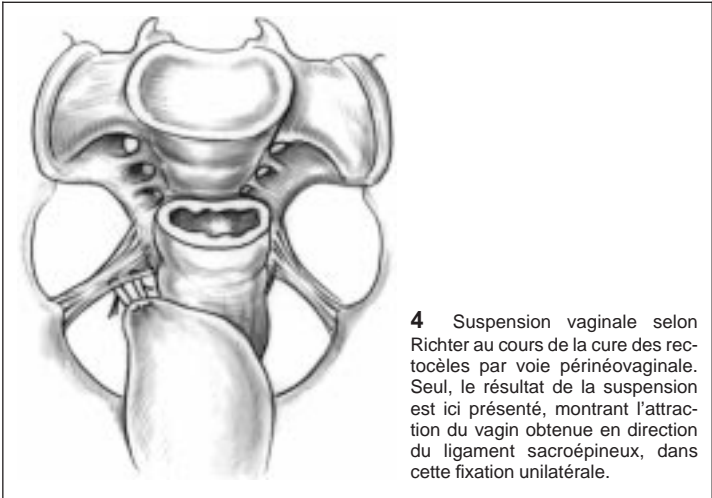 4 Suspension vaginale selon
Richter au cours de la cure des rec-
tocèles par voie périnéovaginale.
Seul, le résultat de la suspension
est ici présenté, montrant l'attrac-
tion du vagin obtenue en direction
du ligament sacroépineux, dans
cette fixation unilatérale.